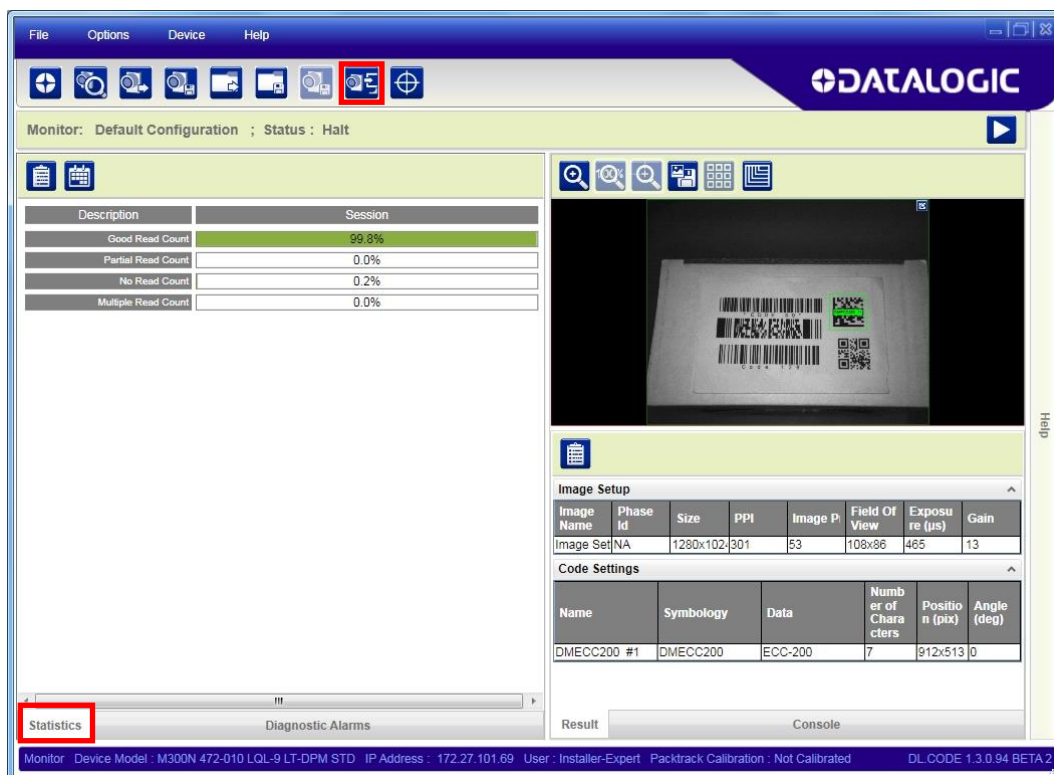 File Options Device Help
DATALOGIC
Monitor: Default Configuration ; Status : Halt
Description Session
Good Read Count 99.8%
Partial Read Count 0.0%
No Read Count 0.2%
Multiple Read Count 0.0%
Statistics Diagnostic Alarms
100%
Code 128
Image Setup
Image Name Phase Id Size PPI Image P Field Of View Exposu re (µs) Gain
Image Set NA 1280x102 301 53 108x86 465 13
Code Settings
Name Symbology Data Numb er of Chara cters Positio n (pix) Angle (deg)
DMECC200 #1 DMECC200 ECC-200 7 912x513 0
Result Console
Help
Monitor Device Model : M300N 472-010 LQL-9 LT-DPM STD IP Address : 172.27.101.69 User : Installer-Expert Packtrack Calibration : Not Calibrated DL.CODE 1.3.0.94 BETA 2